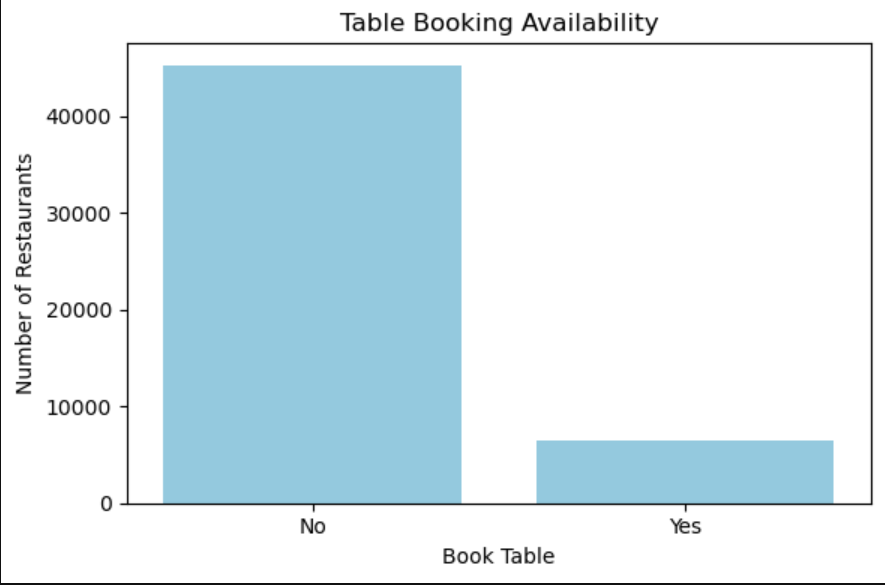 Table Booking Availability
Number of Restaurants
40000
30000
20000
10000
0
No
Yes
Book Table